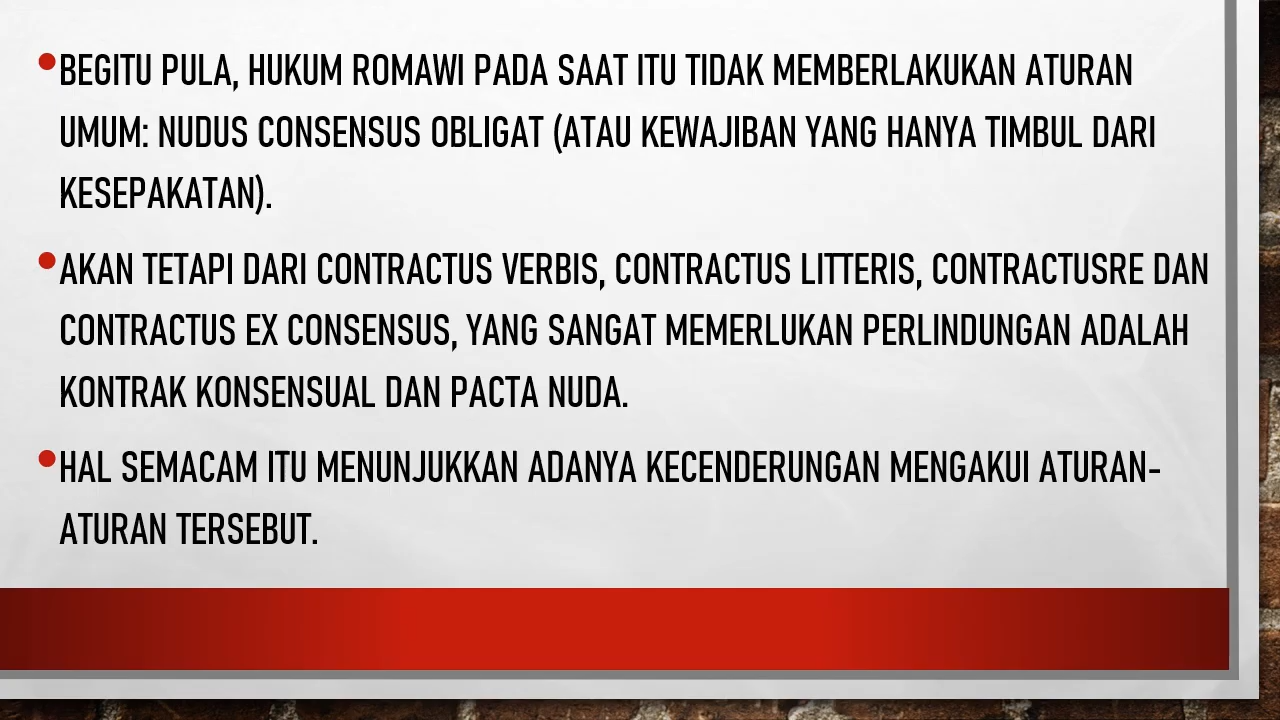 •BEGITU PULA, HUKUM ROMAWI PADA SAAT ITU TIDAK MEMBERLAKUKAN ATURAN
UMUM: NUDUS CONSENSUS OBLIGAT (ATAU KEWAJIBAN YANG HANYA TIMBUL DARI
KESEPAKATAN).
•AKAN TETAPI DARI CONTRACTUS VERBIS, CONTRACTUS LITTERIS, CONTRACTUSRE DAN
CONTRACTUS EX CONSENSUS, YANG SANGAT MEMERLUKAN PERLINDUNGAN ADALAH
KONTRAK KONSENSUAL DAN PACTA NUDA.
•HAL SEMACAM ITU MENUNJUKKAN ADANYA KECENDERUNGAN MENGAKUI ATURAN-
ATURAN TERSEBUT.